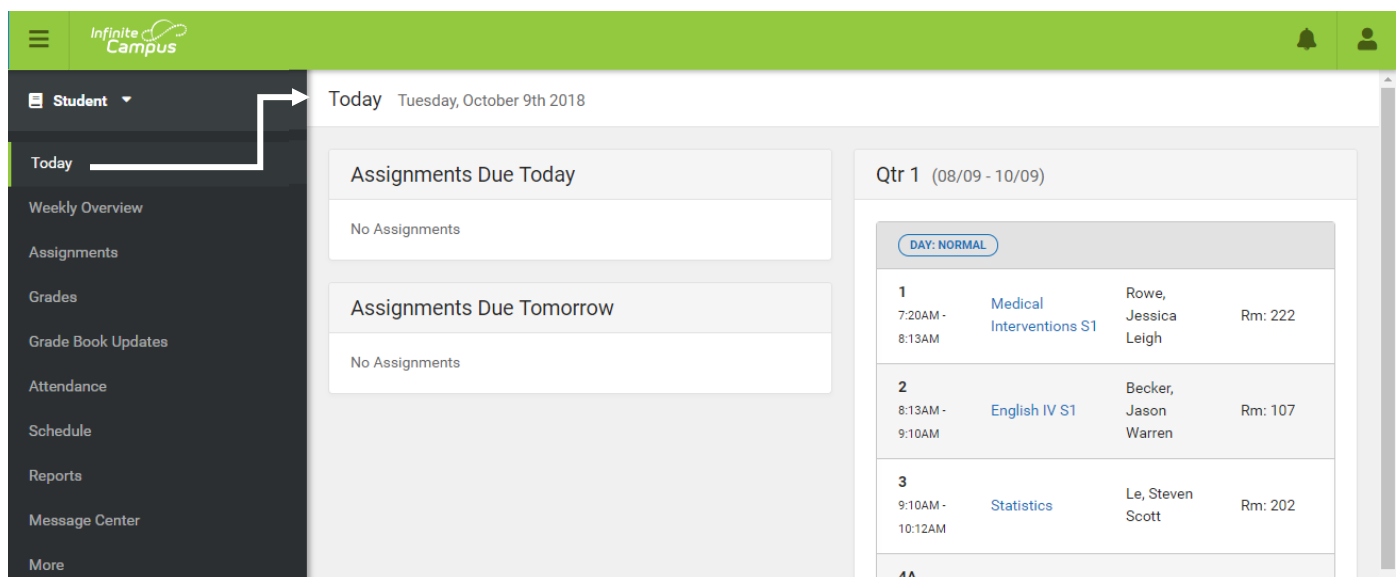 Infinite
Campus
Student
Today
Weekly Overview
Assignments
Grades
Grade Book Updates
Attendance
Schedule
Reports
Message Center
More
Today Tuesday, October 9th 2018
Assignments Due Today
No Assignments
Assignments Due Tomorrow
No Assignments
Qtr 1 (08/09 - 10/09)
DAY: NORMAL
1
7:20AM -
8:13AM
Medical
Interventions S1
Rowe,
Jessica
Leigh
Rm: 222
2
8:13AM -
9:10AM
English IV S1
Becker,
Jason
Warren
Rm: 107
3
9:10AM -
10:12AM
Statistics
Le, Steven
Scott
Rm: 202
4A